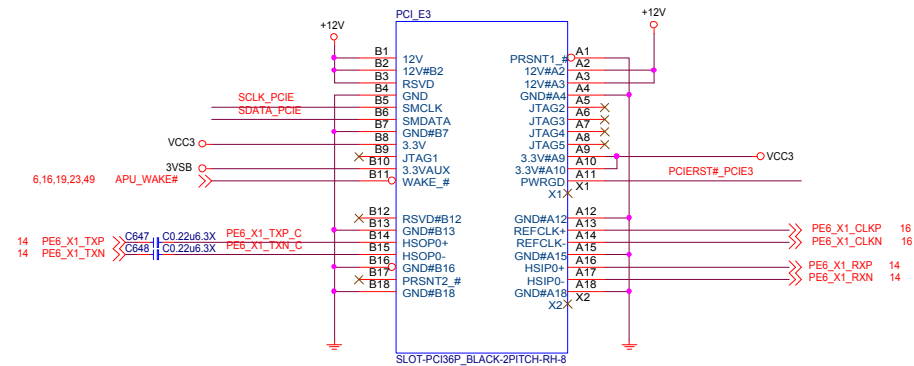 PCI_E3
+12V
+12V
B1 12V PRSNT1_# A1
B2 12V#B2 12V#A2 A2
B3 RSVD 12V#A3 A3
B4 GND GND#A4 A4
SCLK_PCIE B5 SMCLK JTAG2 A5
SDATA_PCIE B6 SMDATA JTAG3 A6
B7 GND#B7 JTAG4 A7
VCC3 B8 3.3V JTAG5 A8
B9 JTAG1 3.3V#A9 A9 VCC3
3VSB B10 3.3VAUX 3.3V#A10 A10
6,16,19,23,49 APU_WAKE# B11 WAKE_# PWRGD A11 PCIERST#_PCIE3
X1 X1
B12 RSVD#B12 GND#A12 A12
B13 GND#B13 REFCLK+ A13 PE6_X1_CLKP 16
14 PE6_X1_TXP C647 C0.22u6.3X PE6_X1_TXP_C B14 HSOP0+ REFCLK- A14 PE6_X1_CLKN 16
14 PE6_X1_TXN C648 C0.22u6.3X PE6_X1_TXN_C B15 HSOP0- GND#A15 A15
B16 GND#B16 HSIP0+ A16 PE6_X1_RXP 14
B17 PRSNT2_# HSIP0- A17 PE6_X1_RXN 14
B18 GND#B18 GND#A18 A18
X2 X2
SLOT-PCI36P_BLACK-2PITCH-RH-8